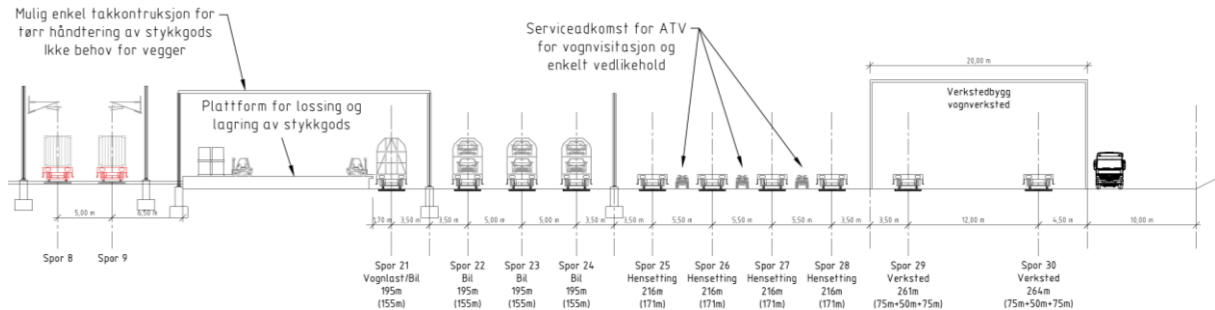 Mulig enkel takkontruksjon for
tørr håndtering av stykkgods
Ikke behov for vegger
Plattform for lossing og
lagring av stykkgods
Serviceadkomst for ATV
for vognvisitasjon og
enkelt vedlikehold
20,00 m
Verkstedbygg
vognverksted
5,00 m
6,50 m
1,70 m
3,50 m
3,50 m
5,00 m
5,00 m
3,50 m
3,50 m
5,50 m
5,50 m
5,50 m
3,50 m
3,50 m
12,00 m
4,50 m
10,00 m
Spor 8
Spor 9
Spor 21
Vognlast/Bil
195m
(155m)
Spor 22
Bil
195m
(155m)
Spor 23
Bil
195m
(155m)
Spor 24
Bil
195m
(155m)
Spor 25
Hensetting
216m
(171m)
Spor 26
Hensetting
216m
(171m)
Spor 27
Hensetting
216m
(171m)
Spor 28
Hensetting
216m
(171m)
Spor 29
Verksted
261m
(75m+50m+75m)
Spor 30
Verksted
264m
(75m+50m+75m)